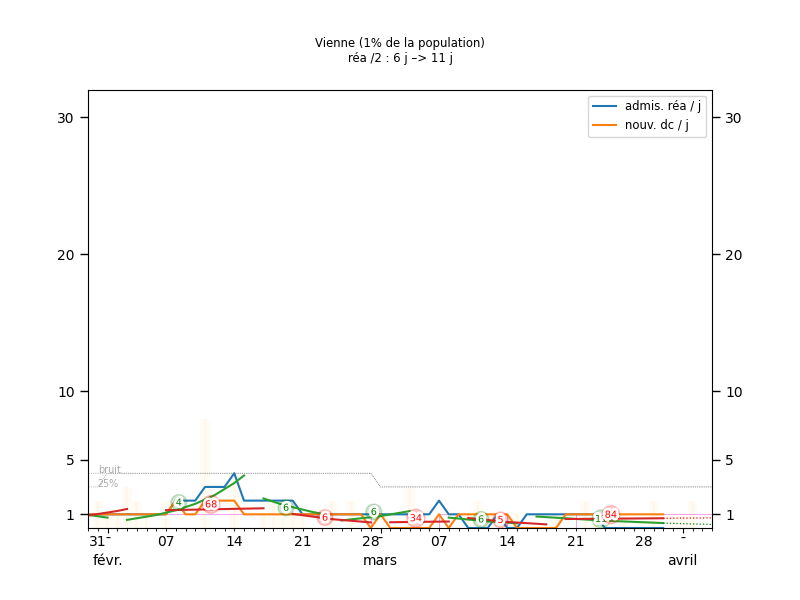 Vienne (1% de la population)
réa /2 : 6 j –> 11 j
admis. réa / j
nouv. dc / j
30 30
20 20
10 10
5 5
1 1
bruit
25%
4 68 6 6 6 34 6 5 11 84
31 07 14 21 28 07 14 21 28
févr. mars avril